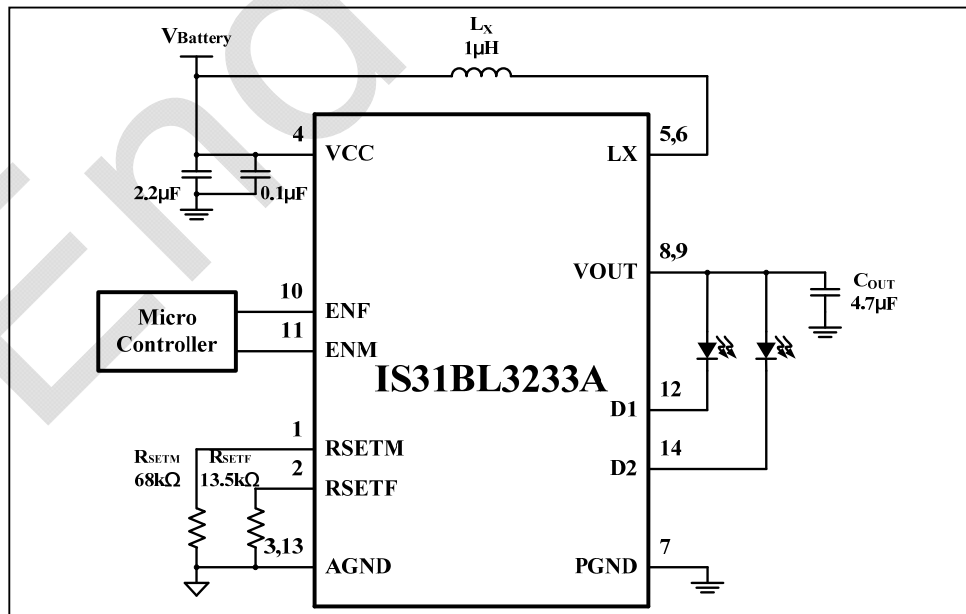 VBattery
LX
1μH
4
VCC
5,6
LX
2.2μF
0.1μF
8,9
VOUT
COUT
4.7μF
10
ENF
Micro
Controller
11
ENM
IS31BL3233A
12
D1
1
RSETM
RSETM
68kΩ
RSETF
13.5kΩ
2
RSETF
14
D2
3,13
AGND
7
PGND
End